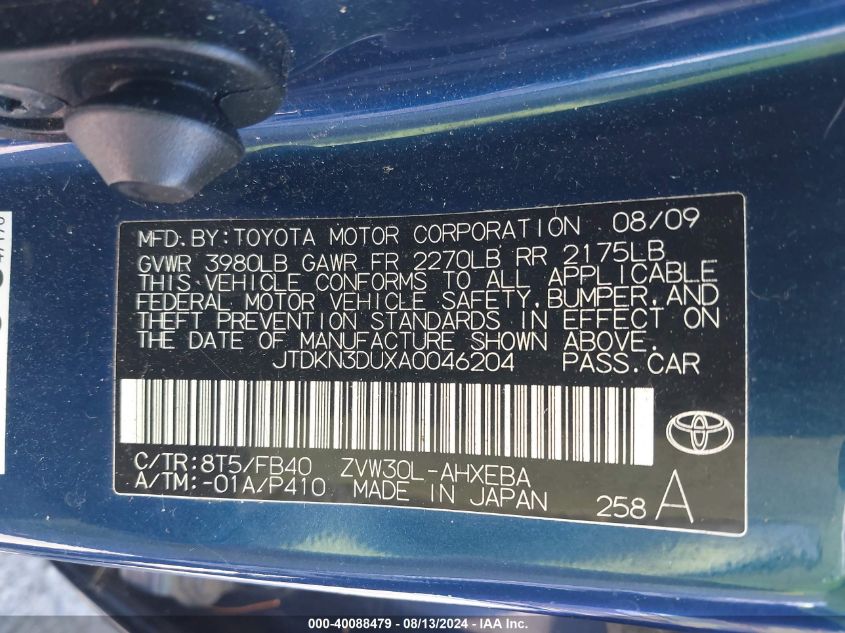 MFD.BY:TOYOTA MOTOR CORPORATION 08/09
GVWR 3980LB GAWR FR 2270LB RR 2175LB
THIS VEHICLE CONFORMS TO ALL APPLICABLE
FEDERAL MOTOR VEHICLE SAFETY,BUMPER,AND
THEFT PREVENTION STANDARDS IN EFFECT ON
THE DATE OF MANUFACTURE SHOWN ABOVE.
JTDKN3DUXA0046204 PASS.CAR
C/TR:8T5/FB40 ZVW30L-AHXEBA
A/TM:-01A/P410 MADE IN JAPAN
258 A
000-40088479 - 08/13/2024 - IAA Inc.